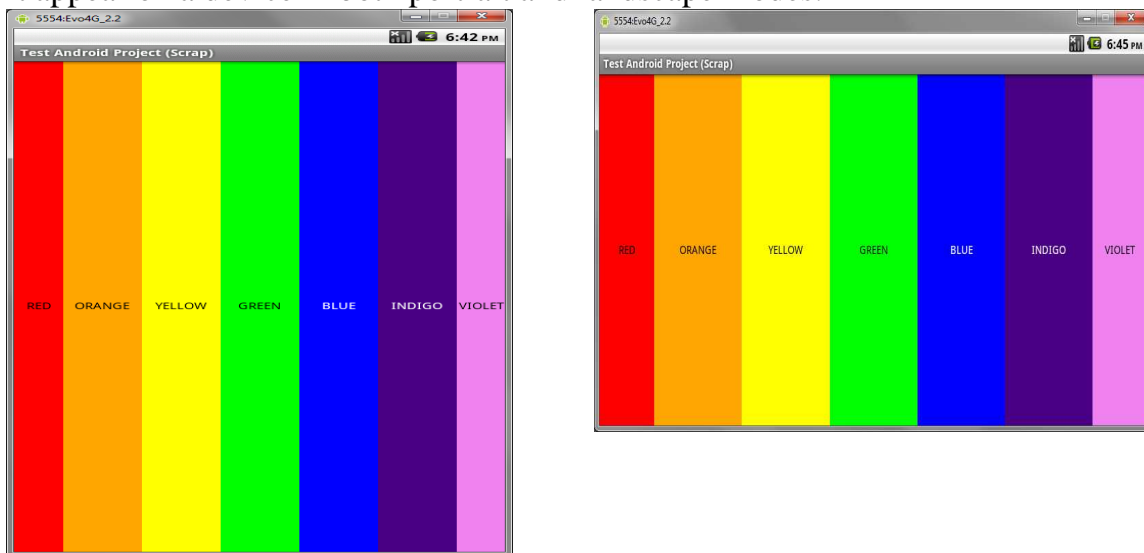 5554:Evo4G_2.2
6:42 PM
Test Android Project (Scrap)
RED ORANGE YELLOW GREEN BLUE INDIGO VIOLET
5554:Evo4G_2.2
6:45 PM
Test Android Project (Scrap)
RED ORANGE YELLOW GREEN BLUE INDIGO VIOLET